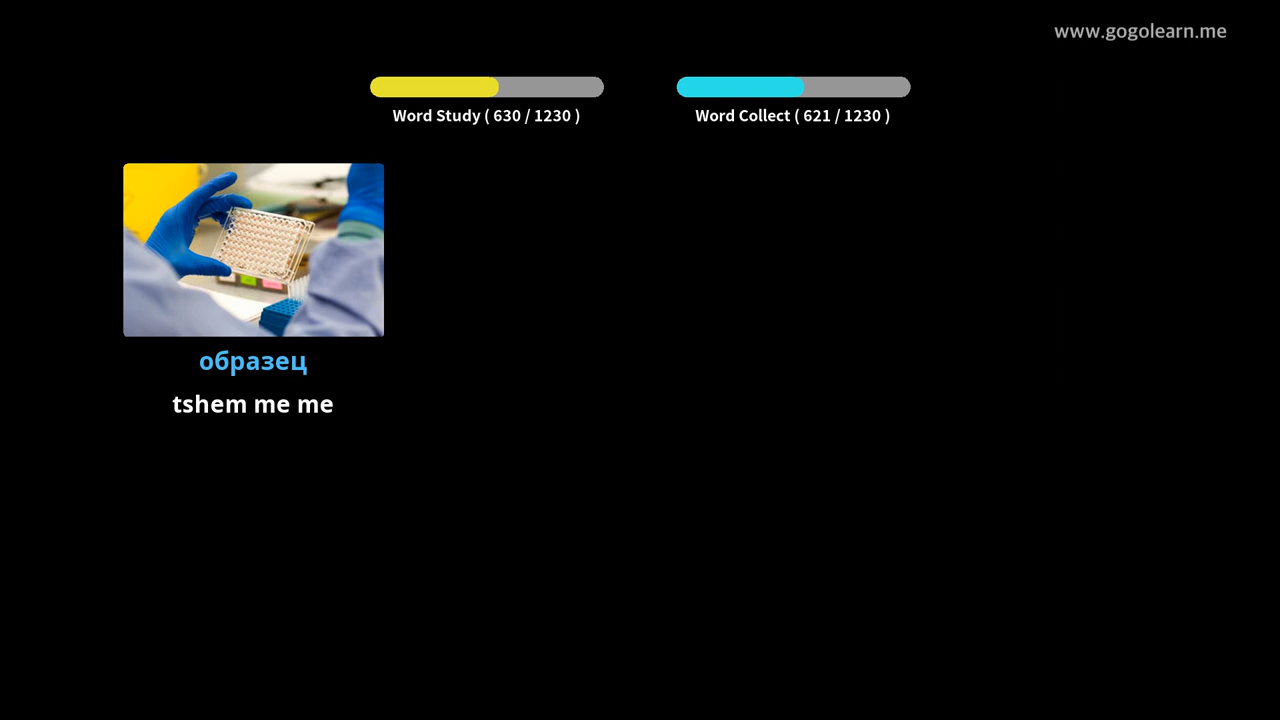 www.gogolearn.me
Word Study ( 630 / 1230 )
Word Collect ( 621 / 1230 )
образец
tshem me me